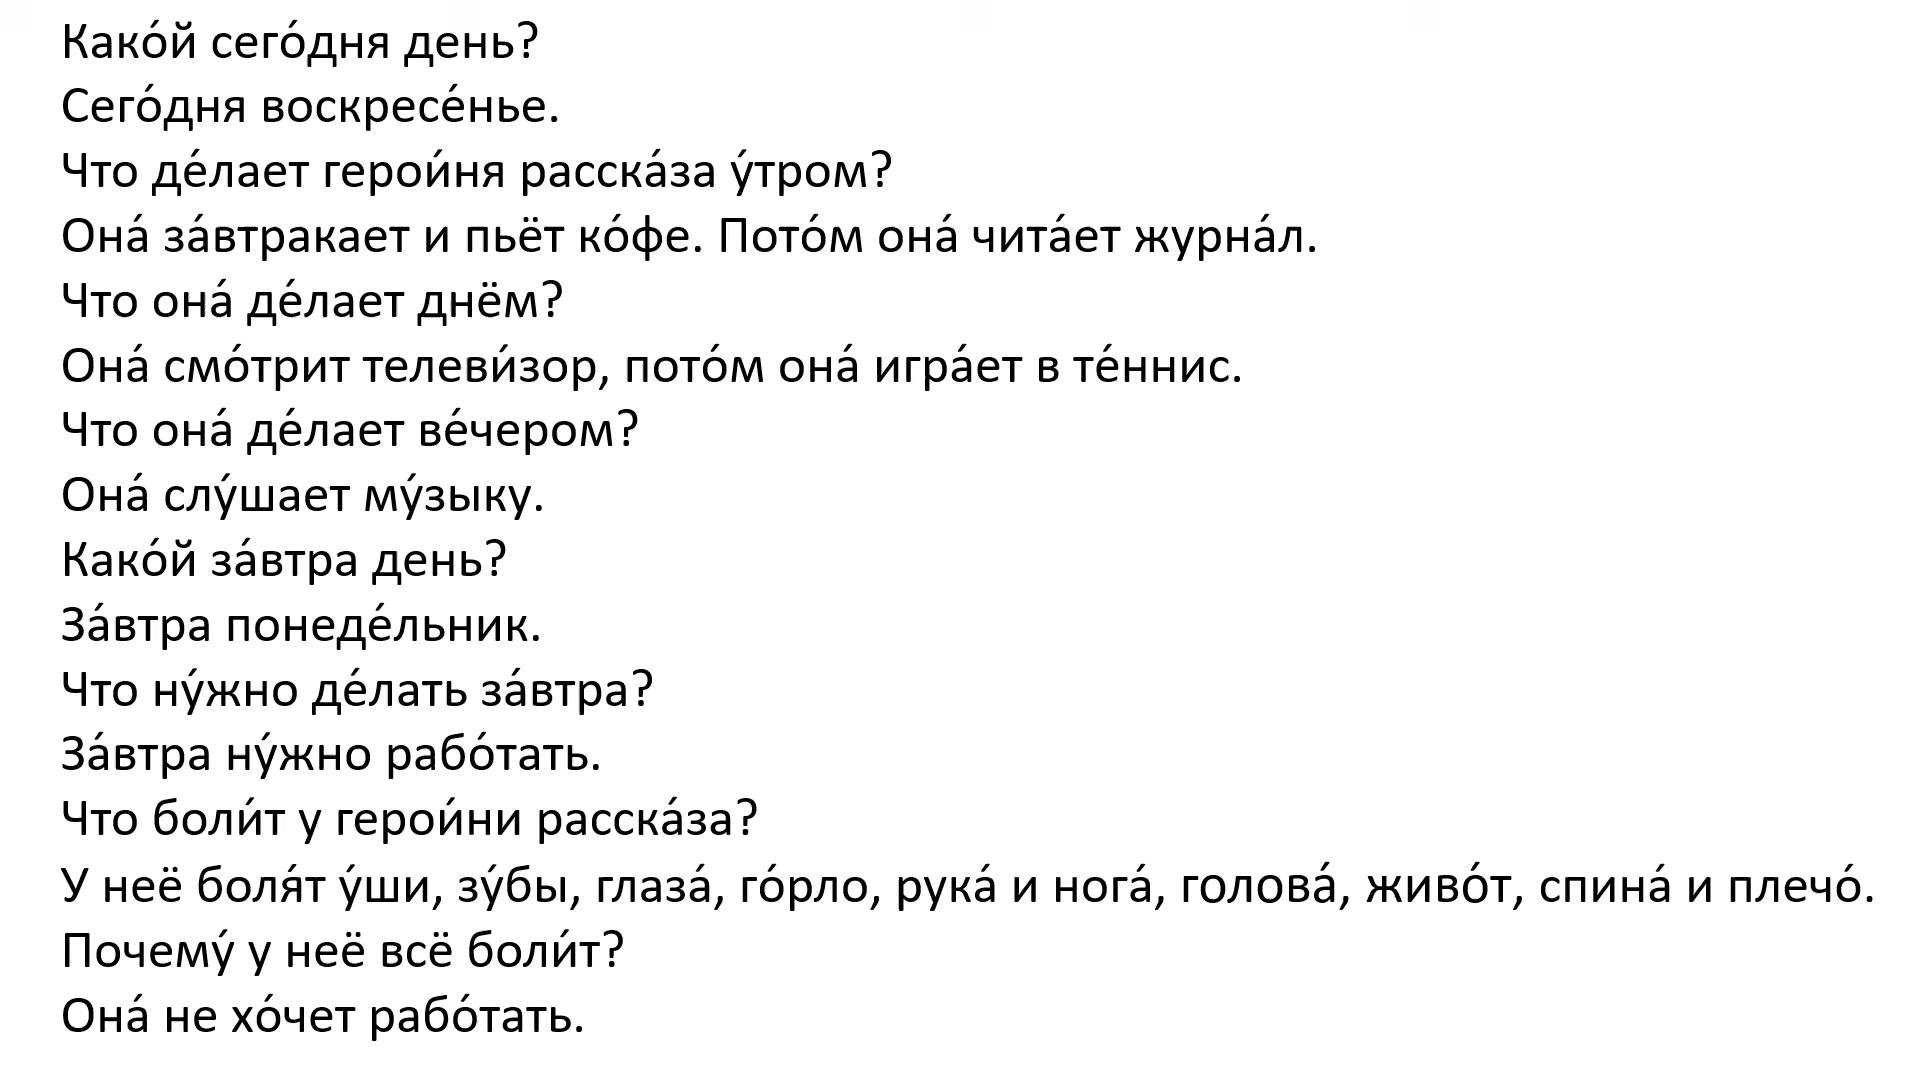 Како́й сего́дня день?
Сего́дня воскресе́нье.
Что де́лает герои́ня расска́за у́тром?
Она́ за́втракает и пьёт ко́фе. Пото́м она́ чита́ет журна́л.
Что она́ де́лает днём?
Она́ смо́трит телеви́зор, пото́м она́ игра́ет в те́ннис.
Что она́ де́лает ве́чером?
Она́ слу́шает му́зыку.
Како́й за́втра день?
За́втра понеде́льник.
Что ну́жно де́лать за́втра?
За́втра ну́жно рабо́тать.
Что боли́т у герои́ни расска́за?
У неё боля́т у́ши, зу́бы, глаза́, го́рло, рука́ и нога́, голова́, живо́т, спина́ и плечо́.
Почему́ у неё всё боли́т?
Она́ не хо́чет рабо́тать.